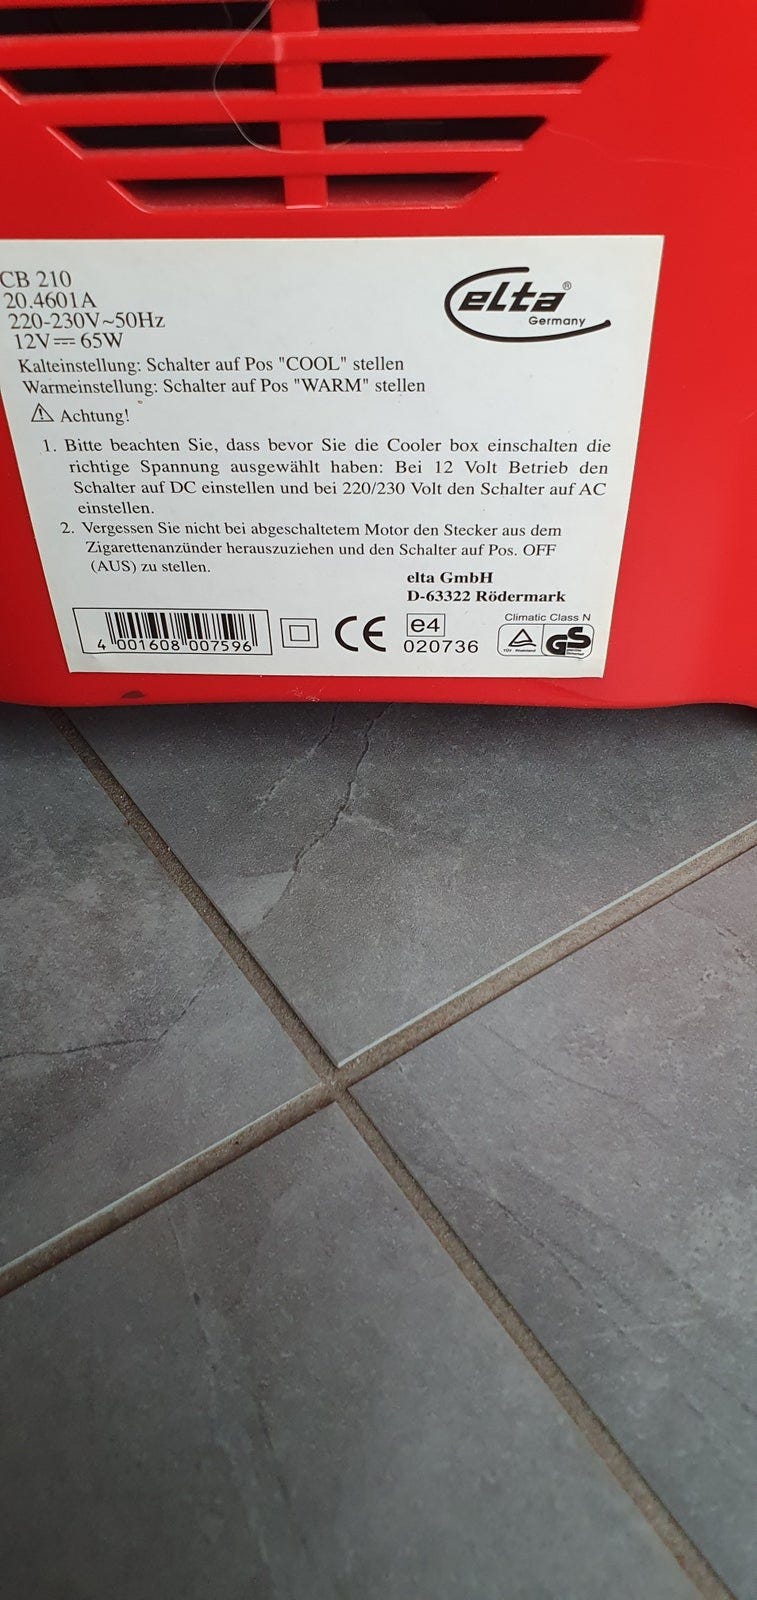 CB 210
20.4601A
220-230V~50Hz
12V⎓65W
elta®
Germany
Kalteinstellung: Schalter auf Pos "COOL" stellen
Warmeinstellung: Schalter auf Pos "WARM" stellen
⚠ Achtung!
1. Bitte beachten Sie, dass bevor Sie die Cooler box einschalten die
richtige Spannung ausgewählt haben: Bei 12 Volt Betrieb den
Schalter auf DC einstellen und bei 220/230 Volt den Schalter auf AC
einstellen.
2. Vergessen Sie nicht bei abgeschaltetem Motor den Stecker aus dem
Zigarettenanzünder herauszuziehen und den Schalter auf Pos. OFF
(AUS) zu stellen.
elta GmbH
D-63322 Rödermark
4 001608 007596
CE
e4
020736
Climatic Class N
TÜV Rheinland
GS